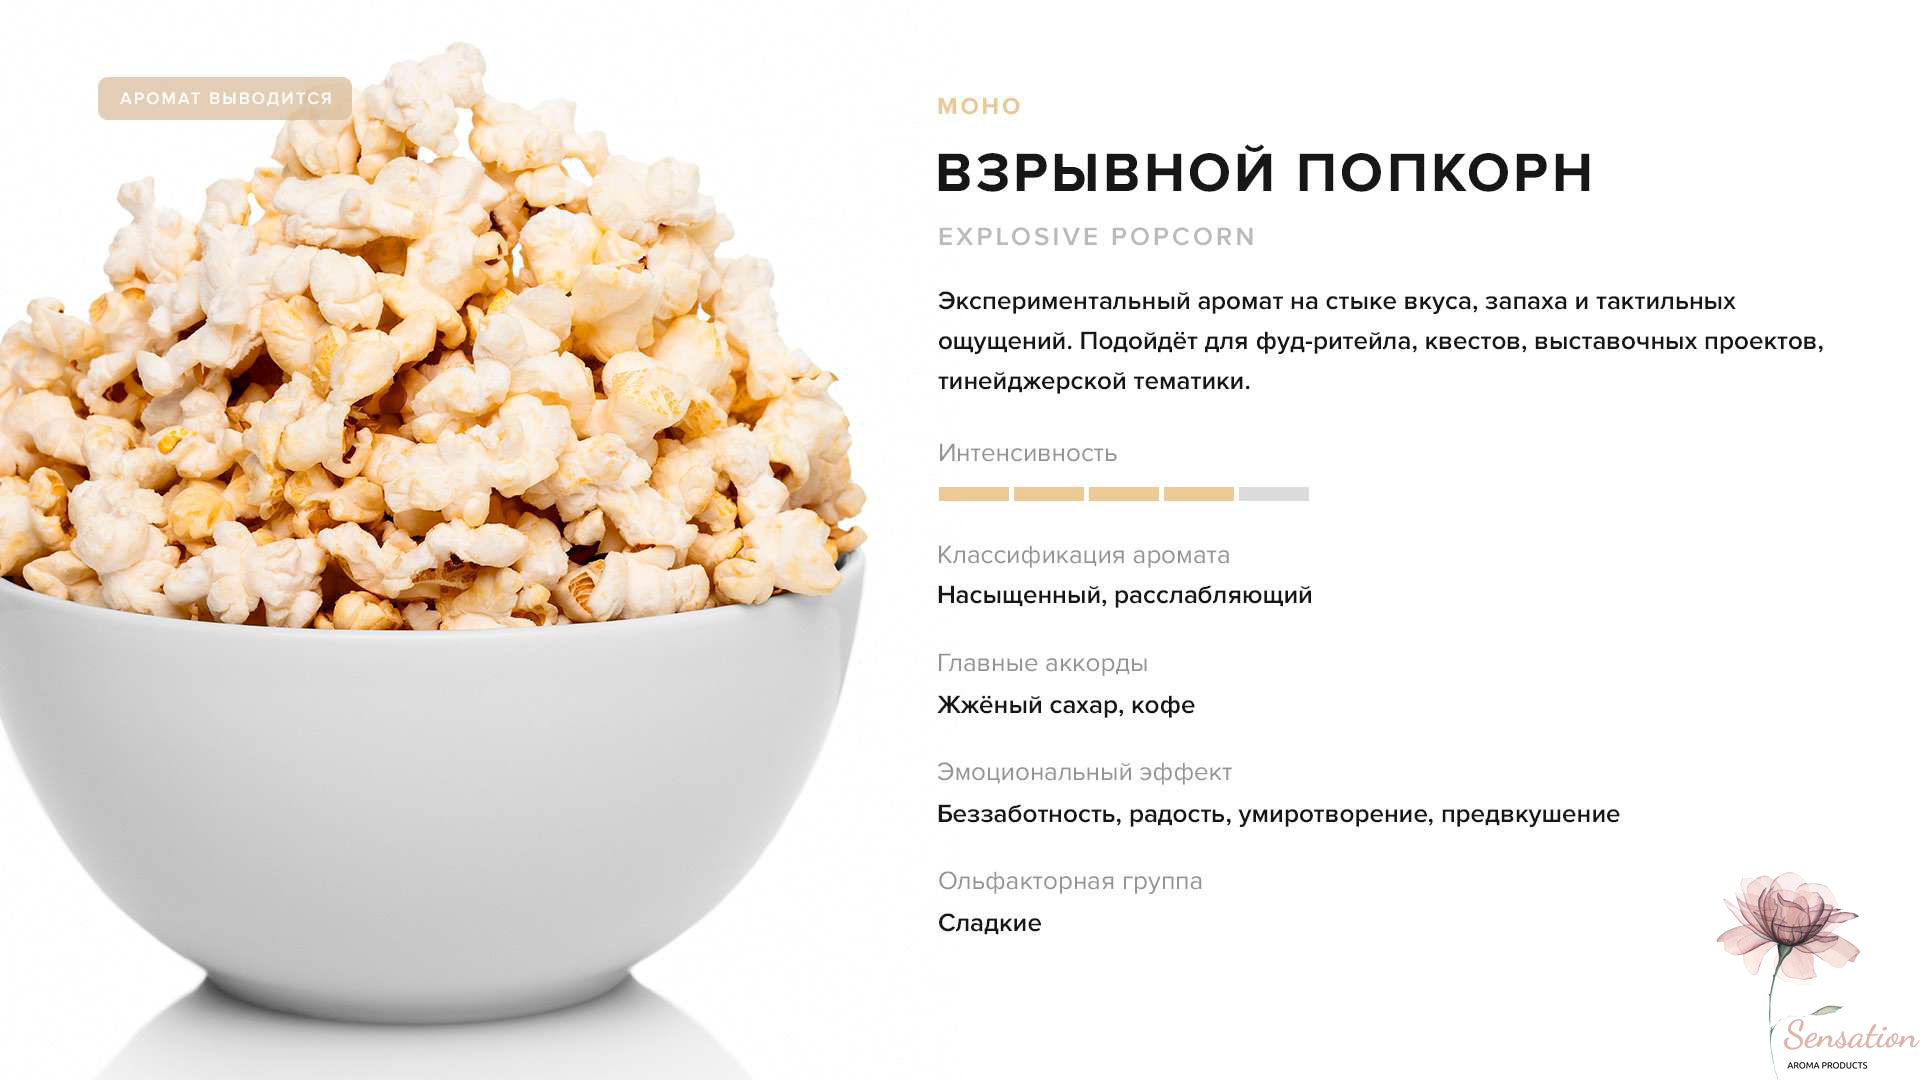 АРОМАТ ВЫВОДИТСЯ
МОНО
ВЗРЫВНОЙ ПОПКОРН
EXPLOSIVE POPCORN
Экспериментальный аромат на стыке вкуса, запаха и тактильных
ощущений. Подойдёт для фуд-ритейла, квестов, выставочных проектов,
тинейджерской тематики.
Интенсивность
Классификация аромата
Насыщенный, расслабляющий
Главные аккорды
Жжёный сахар, кофе
Эмоциональный эффект
Беззаботность, радость, умиротворение, предвкушение
Ольфакторная группа
Сладкие
Sensation
AROMA PRODUCTS